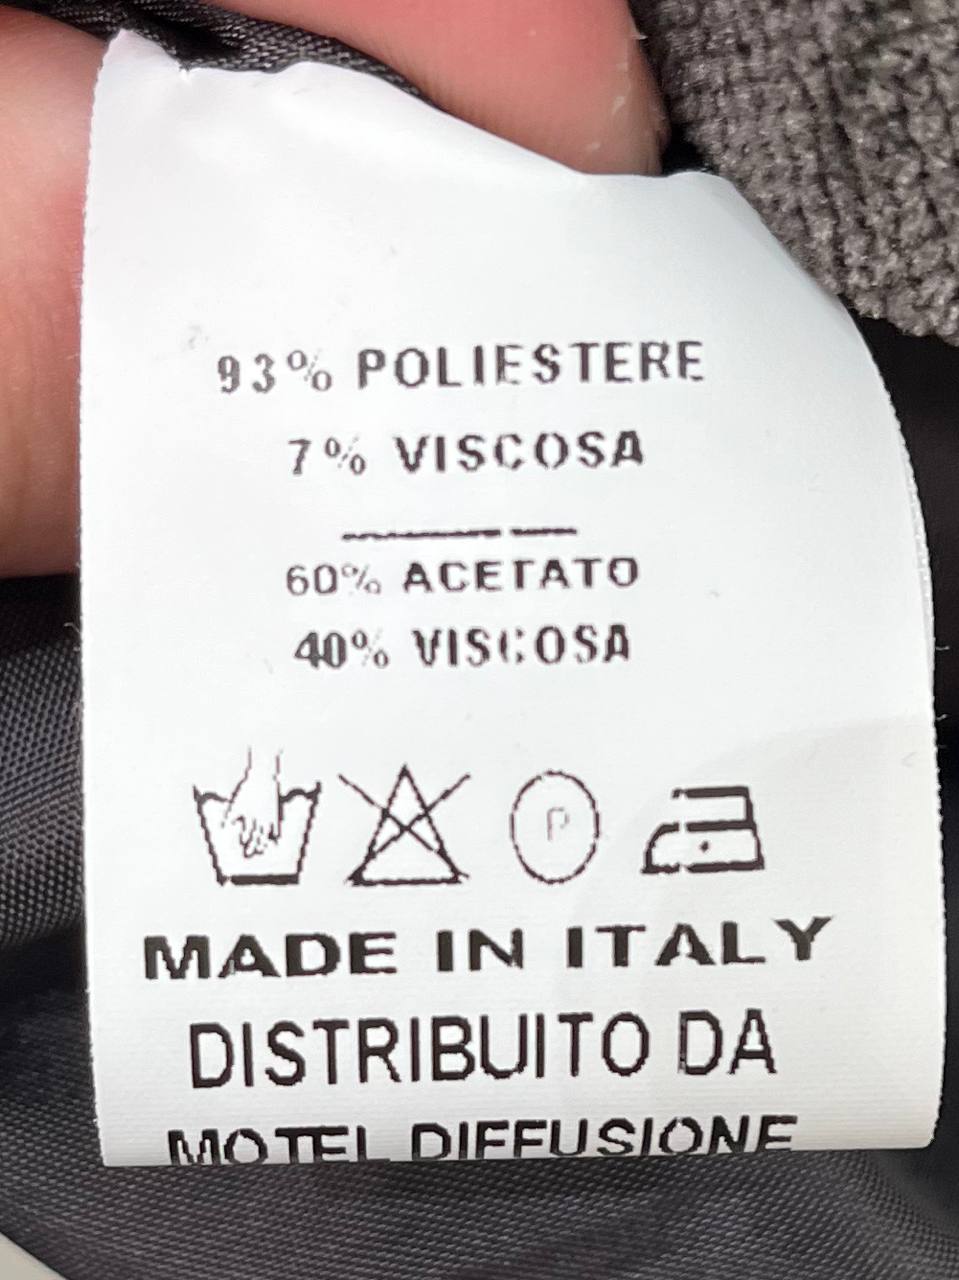 93% POLIESTERE
7% VISCOSA
60% ACETATO
40% VISCOSA
P
MADE IN ITALY
DISTRIBUITO DA
MOTEL DIFFUSIONE